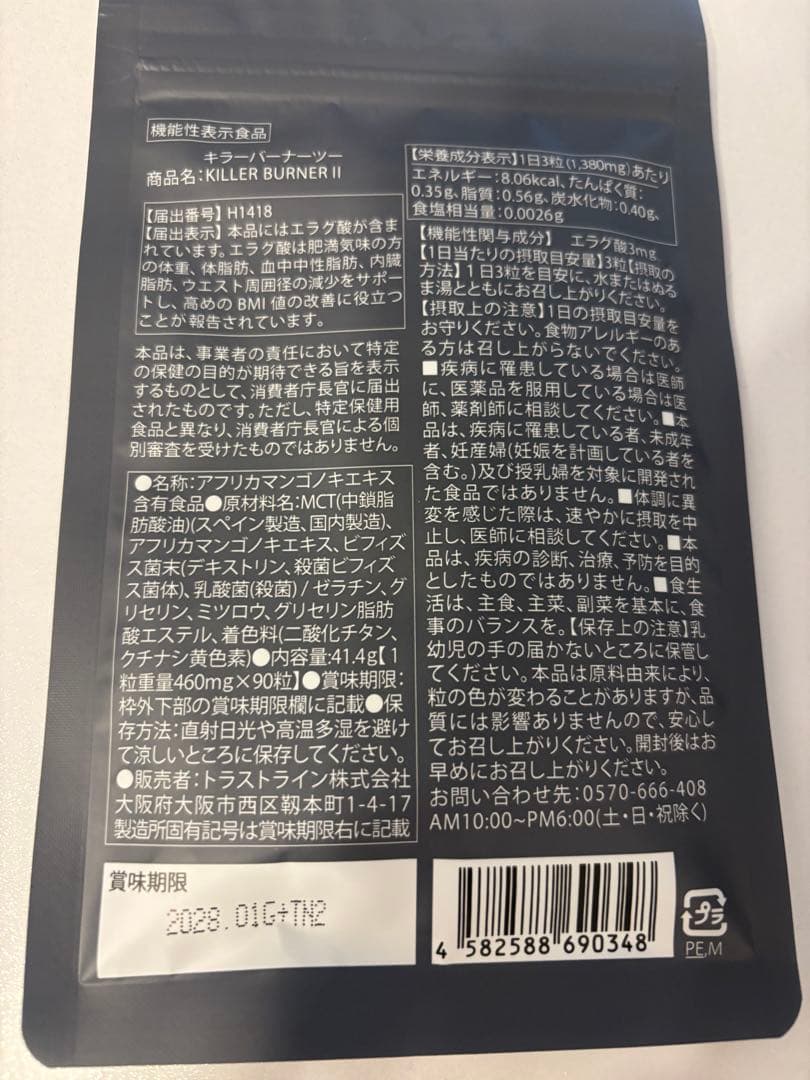 機能性表示食品
キラーバーナーツー
商品名:KILLER BURNER II
【届出番号】H1418
【届出表示】本品にはエラグ酸が含ま
れています。エラグ酸は肥満気味の方
の体重、体脂肪、血中中性脂肪、内臓
脂肪、ウエスト周囲径の減少をサポー
トし、高めのBMI値の改善に役立つ
ことが報告されています。
本品は、事業者の責任において特定
の保健の目的が期待できる旨を表示
するものとして、消費者庁長官に届出
されたものです。ただし、特定保健用
食品と異なり、消費者庁長官による個
別審査を受けたものではありません。
●名称:アフリカマンゴノキエキス
含有食品●原材料名:MCT(中鎖脂
肪酸油)(スペイン製造、国内製造)、
アフリカマンゴノキエキス、ビフィズ
ス菌末(デキストリン、殺菌ビフィズ
ス菌体)、乳酸菌(殺菌)/ゼラチン、グ
リセリン、ミツロウ、グリセリン脂肪
酸エステル、着色料(二酸化チタン、
クチナシ黄色素)●内容量:41.4g【1
粒重量460mg×90粒】●賞味期限:
枠外下部の賞味期限欄に記載●保
存方法:直射日光や高温多湿を避け
て涼しいところに保存してください。
●販売者:トラストライン株式会社
大阪府大阪市西区靱本町1-4-17
製造所固有記号は賞味期限右に記載
【栄養成分表示】1日3粒(1,380mg)あたり
エネルギー:8.06kcal、たんぱく質:
0.35g、脂質:0.56g、炭水化物:0.40g、
食塩相当量:0.0026g
【機能性関与成分】 エラグ酸3mg
【1日当たりの摂取目安量】3粒【摂取の
方法】1日3粒を目安に、水またはぬる
ま湯とともにお召し上がりください。
【摂取上の注意】1日の摂取目安量を
お守りください。食物アレルギーのあ
る方は召し上がらないでください。
■疾病に罹患している場合は医師
に、医薬品を服用している場合は医
師、薬剤師に相談してください。■本
品は、疾病に罹患している者、未成年
者、妊産婦(妊娠を計画している者を
含む。)及び授乳婦を対象に開発され
た食品ではありません。■体調に異
変を感じた際は、速やかに摂取を中
止し、医師に相談してください。■本
品は、疾病の診断、治療、予防を目的
としたものではありません。■食生
活は、主食、主菜、副菜を基本に、食
事のバランスを。【保存上の注意】乳
幼児の手の届かないところに保管し
てください。本品は原料由来により、
粒の色が変わることがありますが、品
質には影響ありませんので、安心し
てお召し上がりください。開封後はお
早めにお召し上がりください。
お問い合わせ先:0570-666-408
AM10:00~PM6:00(土・日・祝除く)
賞味期限
2028.01G+TN2
4 582588 690348
プラ
PE,M